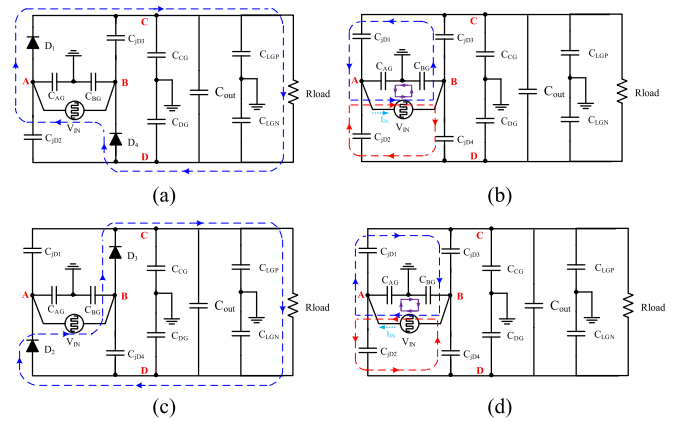 C
D₁
CjD3
CCG
CLGP
A
CAG
CBG
B
Cout
Rload
VIN
CjD2
D₄
CDG
CLGN
D
(a)
C
CjD1
CjD3
CCG
CLGP
A
CAG
CBG
B
Cout
Rload
IIN
VIN
CjD2
CjD4
CDG
CLGN
D
(b)
C
CjD1
D₃
CCG
CLGP
A
CAG
CBG
B
Cout
Rload
VIN
D₂
CjD4
CDG
CLGN
D
(c)
C
CjD1
CjD3
CCG
CLGP
A
CAG
CBG
B
Cout
Rload
IIN
VIN
CjD2
CjD4
CDG
CLGN
D
(d)